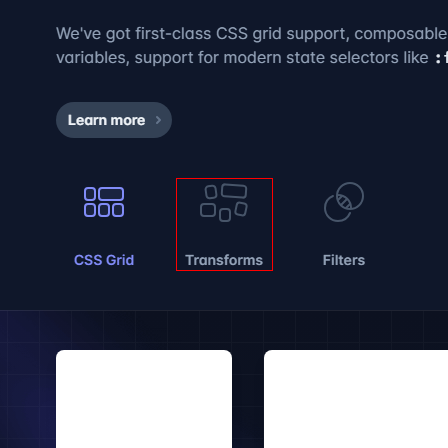 We've got first-class CSS grid support, composable
variables, support for modern state selectors like
Learn more
CSS Grid
Transforms
Filters